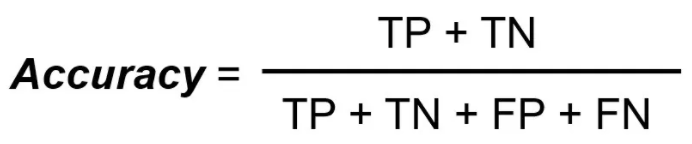 TP + TN
Accuracy =
TP + TN + FP + FN